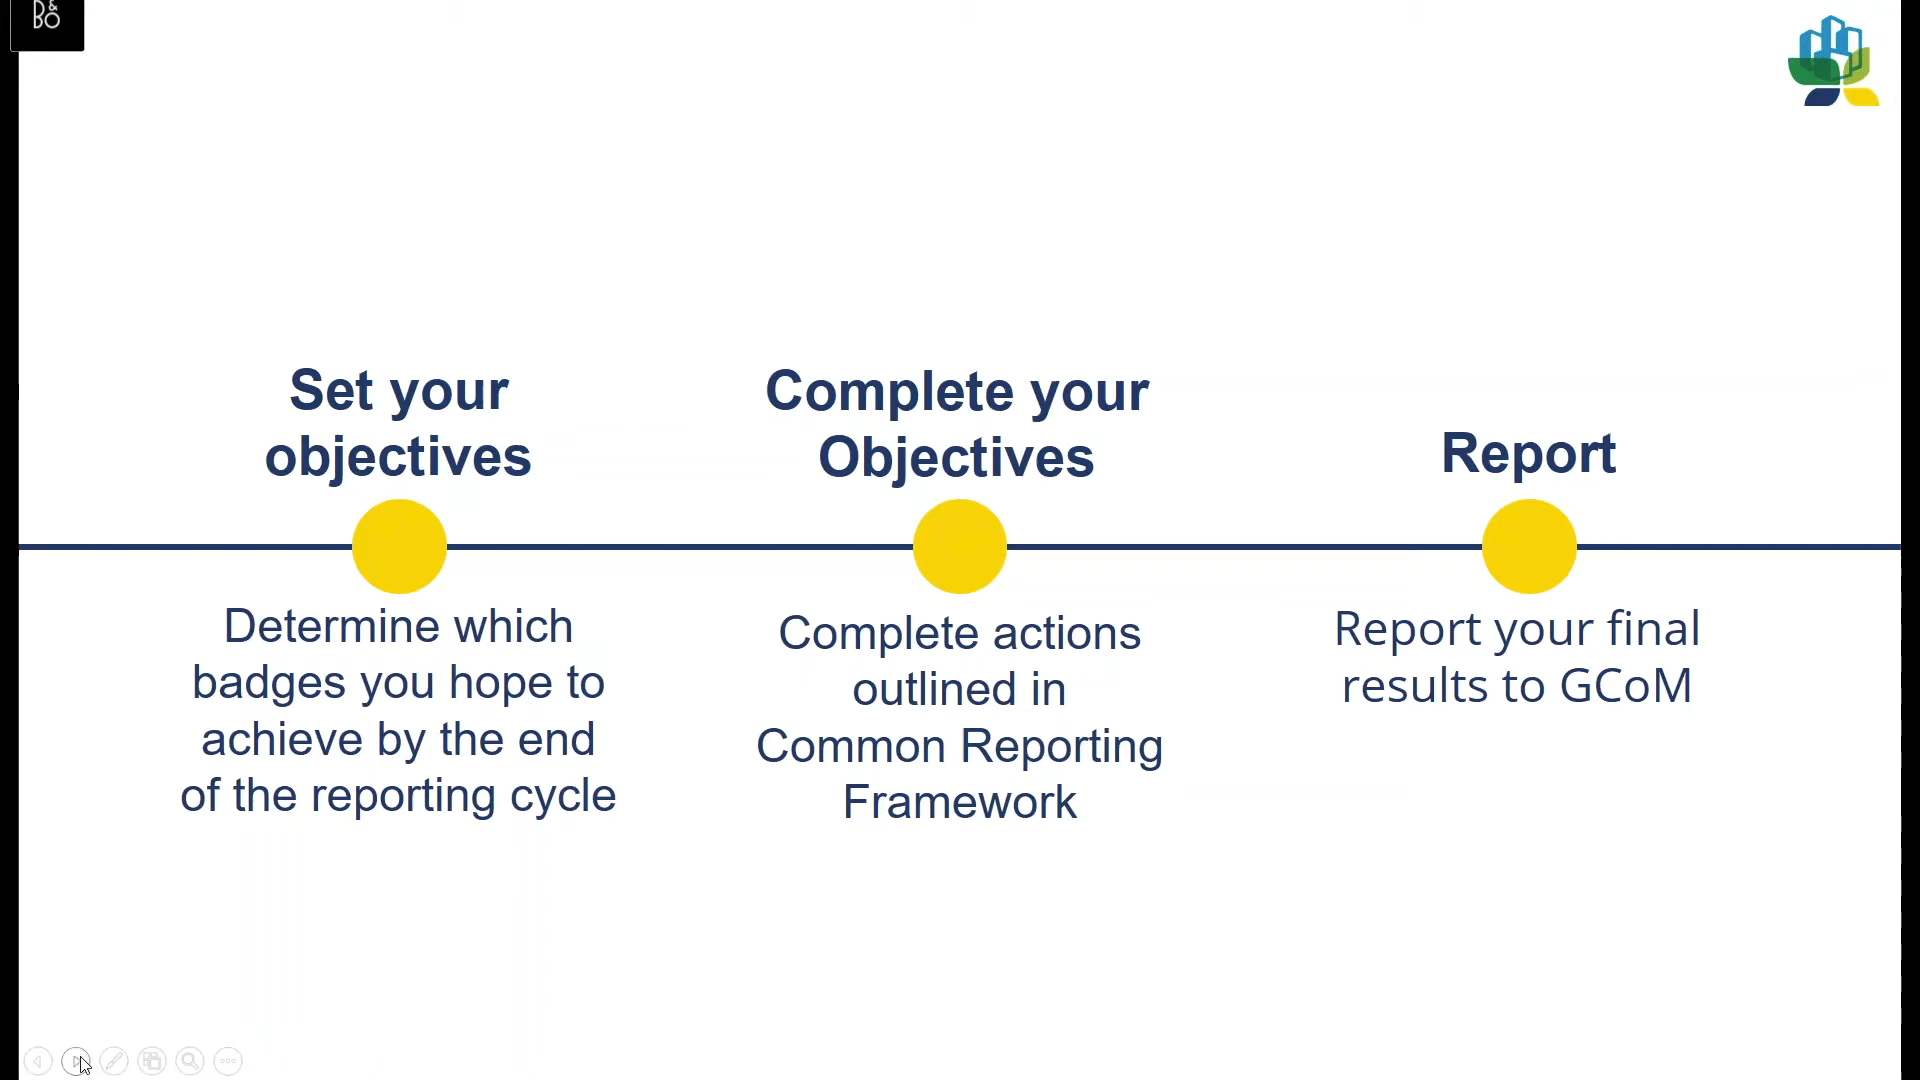 B&
BO
Set your
objectives
Complete your
Objectives
Report
Determine which
badges you hope to
achieve by the end
of the reporting cycle
Complete actions
outlined in
Common Reporting
Framework
Report your final
results to GCoM